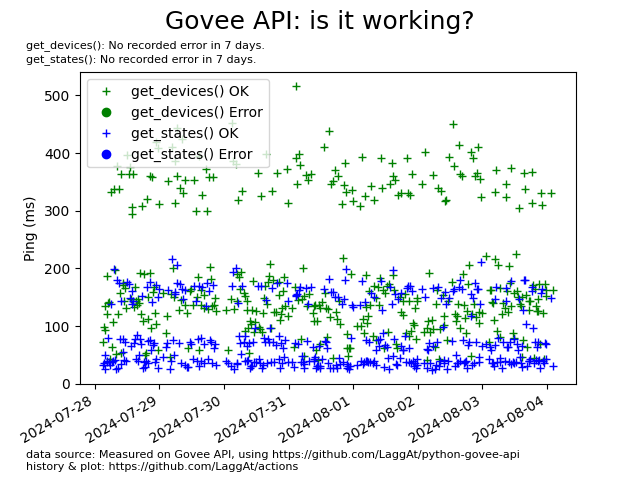 Govee API: is it working?
get_devices(): No recorded error in 7 days.
get_states(): No recorded error in 7 days.
get_devices() OK
get_devices() Error
get_states() OK
get_states() Error
500
400
300
200
100
0
Ping (ms)
2024-07-28
2024-07-29
2024-07-30
2024-07-31
2024-08-01
2024-08-02
2024-08-03
2024-08-04
data source: Measured on Govee API, using https://github.com/LaggAt/python-govee-api
history & plot: https://github.com/LaggAt/actions